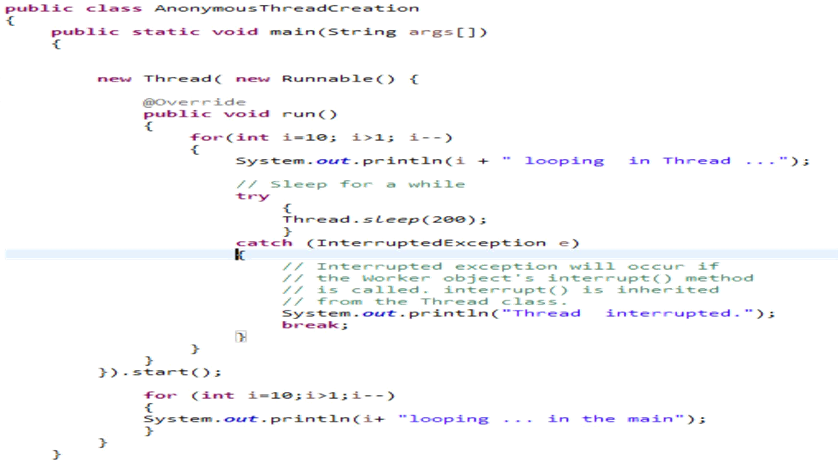 public class AnonymousThreadCreation
{
    public static void main(String args[])
    {

        new Thread( new Runnable() {

            @Override
            public void run()
            {
                for(int i=10; i>1; i--)
                {
                    System.out.println(i + " looping  in Thread ...");

                    // Sleep for a while
                    try
                        {
                        Thread.sleep(200);
                        }
                    catch (InterruptedException e)
                    {
                        // Interrupted exception will occur if
                        // the Worker object's interrupt() method
                        // is called. interrupt() is inherited
                        // from the Thread class.
                        System.out.println("Thread  interrupted.");
                        break;
                    }
                }
            }
        }).start();

            for (int i=10;i>1;i--)
            {
            System.out.println(i+ "looping ... in the main");
            }
        }
    }